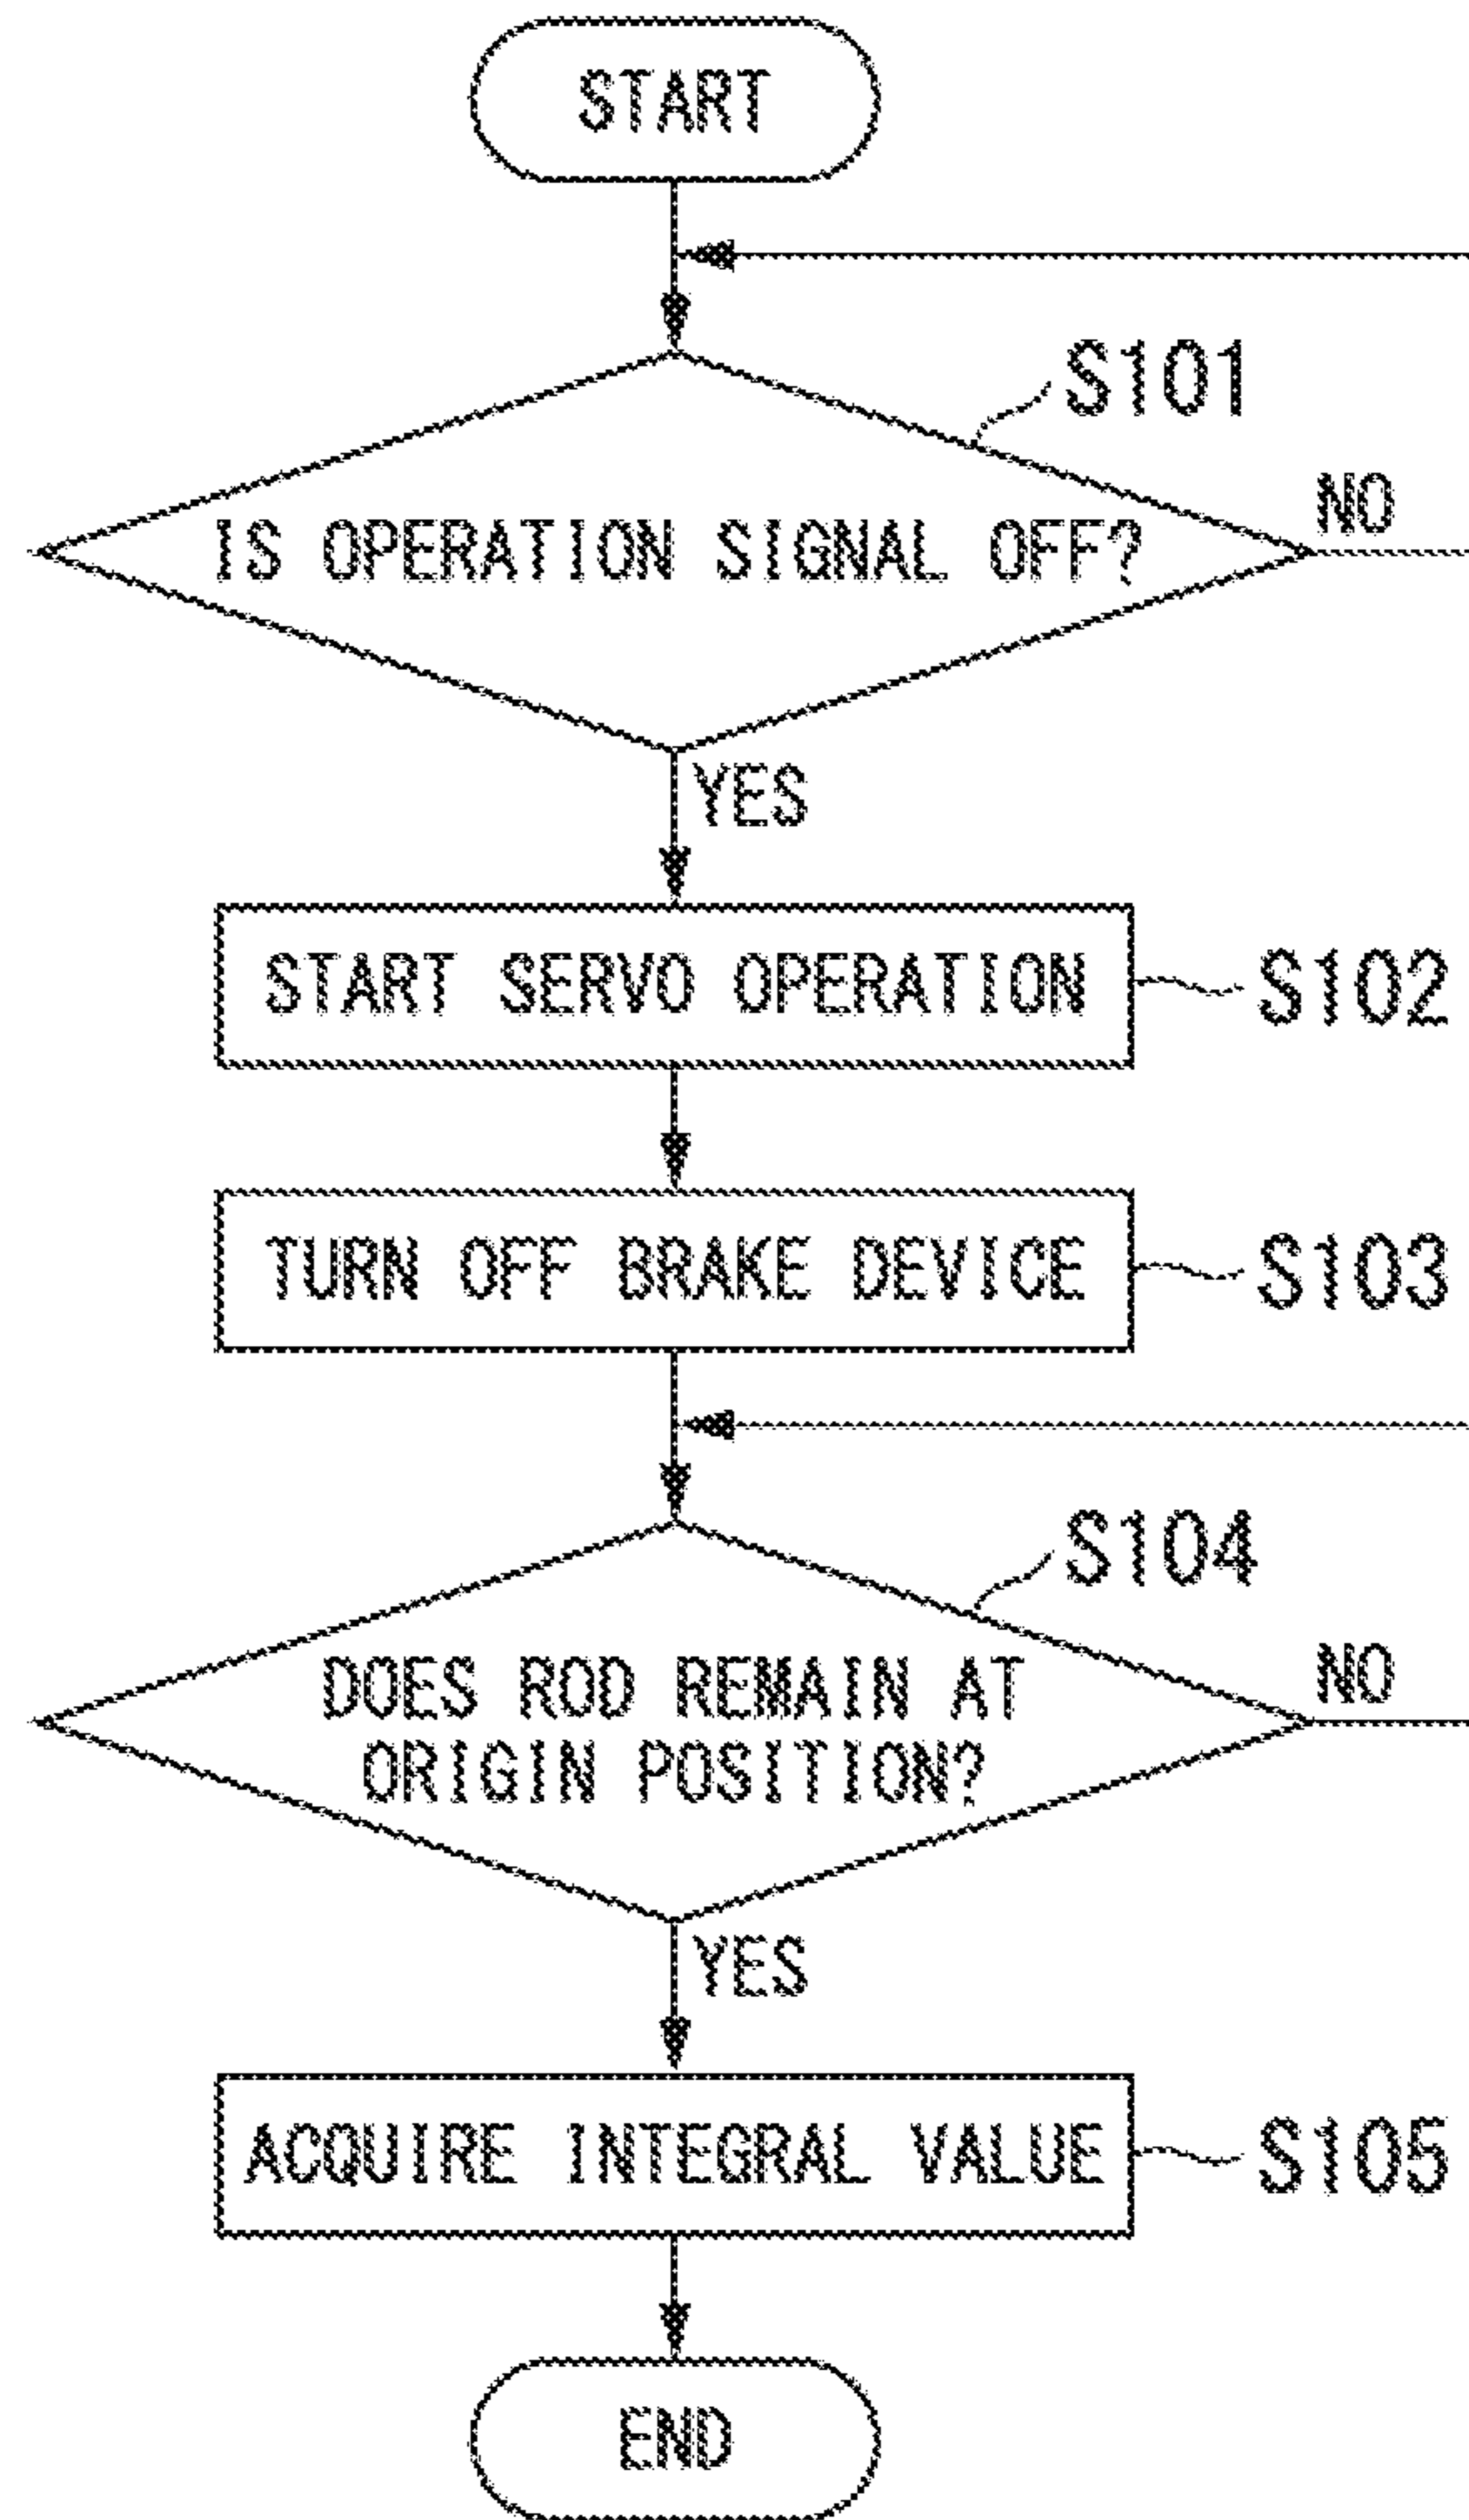 START
S101
IS OPERATION SIGNAL OFF?
NO
YES
START SERVO OPERATION
S102
TURN OFF BRAKE DEVICE
S103
S104
DOES ROD REMAIN AT
ORIGIN POSITION?
NO
YES
ACQUIRE INTEGRAL VALUE
S105
END